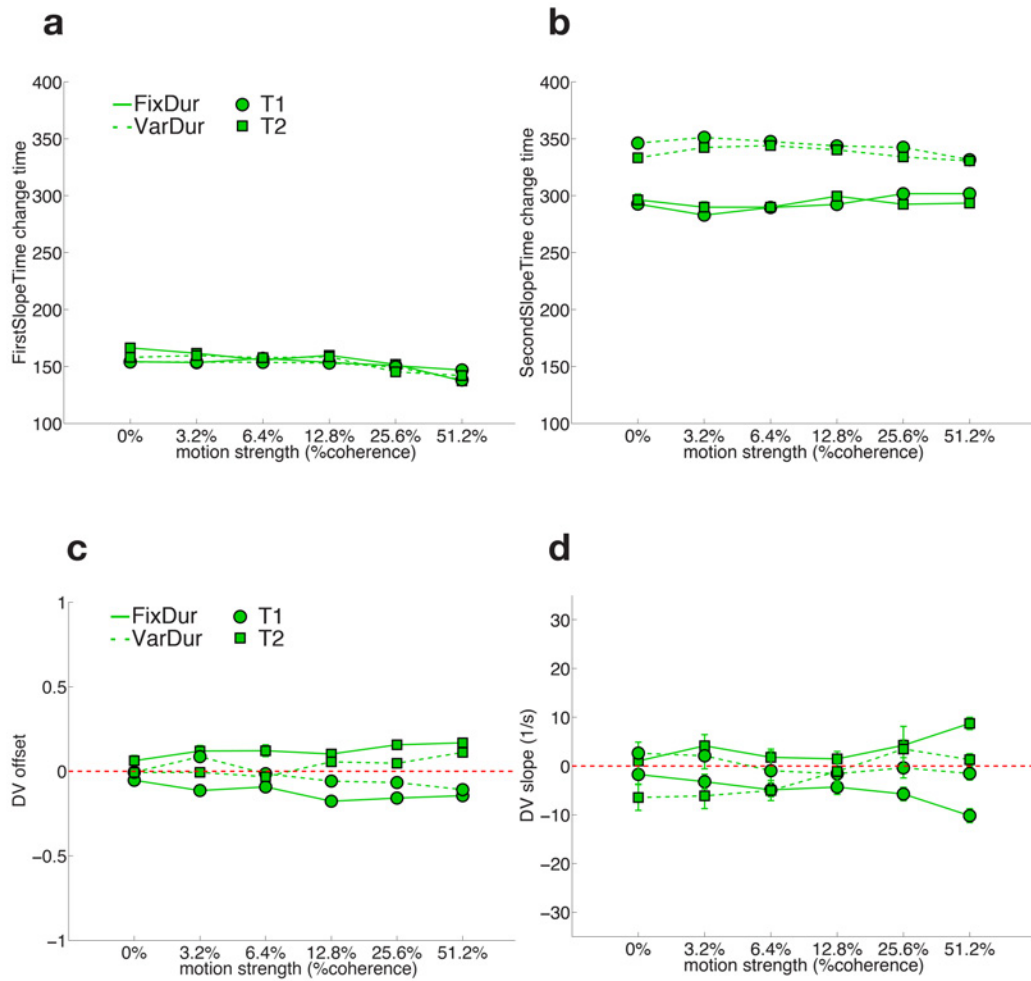 a
FixDur T1
VarDur T2
400
350
300
250
200
150
100
FirstSlopeTime change time
0% 3.2% 6.4% 12.8% 25.6% 51.2%
motion strength (%coherence)
b
400
350
300
250
200
150
100
SecondSlopeTime change time
0% 3.2% 6.4% 12.8% 25.6% 51.2%
motion strength (%coherence)
c
FixDur T1
VarDur T2
1
0.5
0
−0.5
−1
DV offset
0% 3.2% 6.4% 12.8% 25.6% 51.2%
motion strength (%coherence)
d
30
20
10
0
−10
−20
−30
DV slope (1/s)
0% 3.2% 6.4% 12.8% 25.6% 51.2%
motion strength (%coherence)